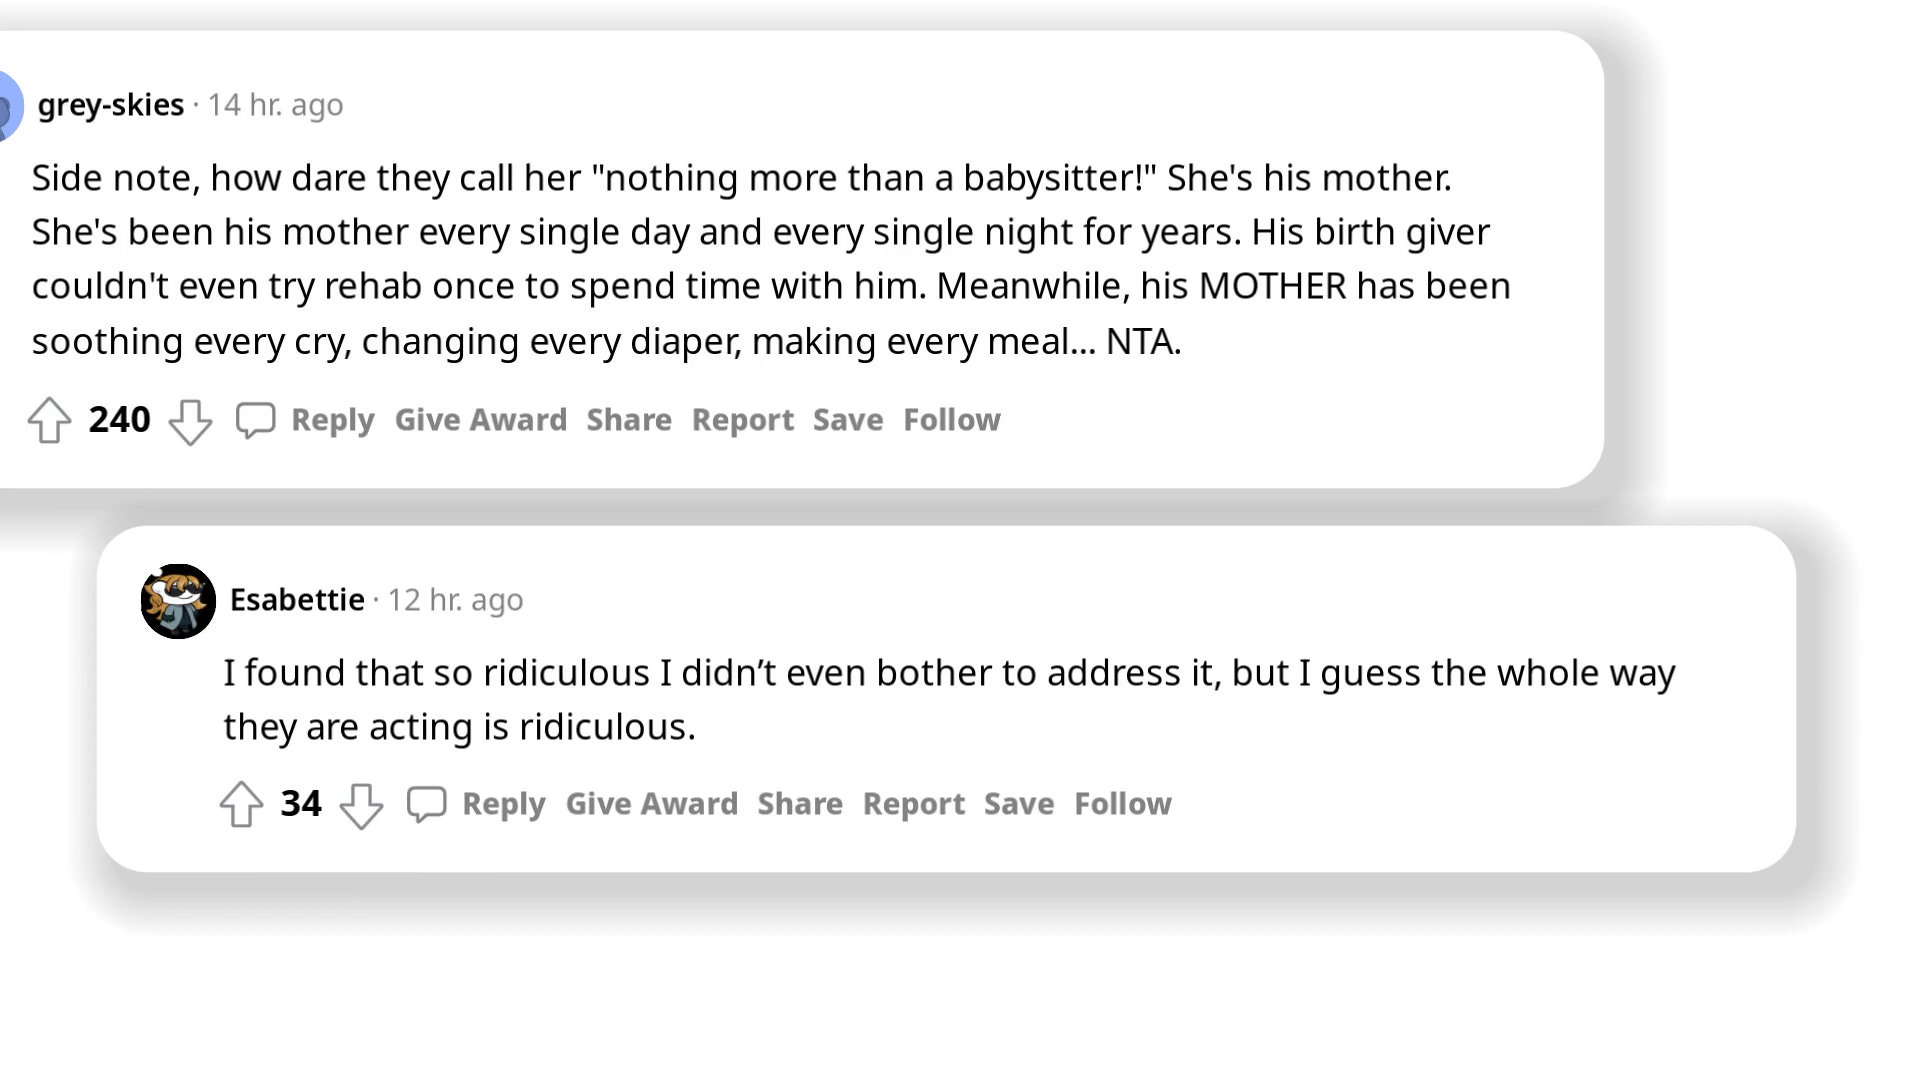 grey-skies · 14 hr. ago
Side note, how dare they call her "nothing more than a babysitter!" She's his mother.
She's been his mother every single day and every single night for years. His birth giver
couldn't even try rehab once to spend time with him. Meanwhile, his MOTHER has been
soothing every cry, changing every diaper, making every meal... NTA.
240 Reply Give Award Share Report Save Follow
Esabettie · 12 hr. ago
I found that so ridiculous I didn’t even bother to address it, but I guess the whole way
they are acting is ridiculous.
34 Reply Give Award Share Report Save Follow